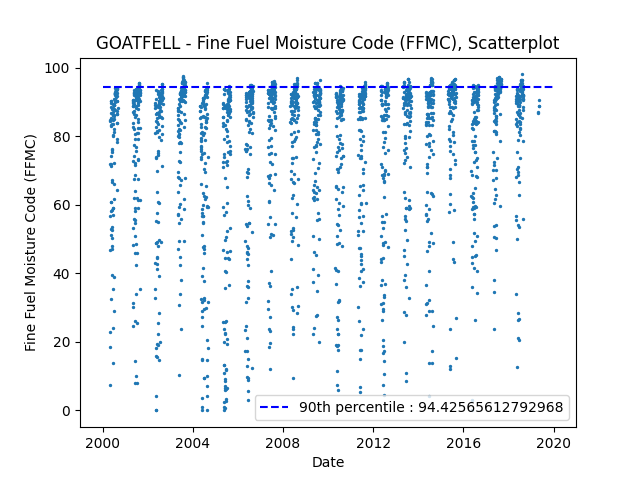 GOATFELL - Fine Fuel Moisture Code (FFMC), Scatterplot
Fine Fuel Moisture Code (FFMC)
100
80
60
40
20
0
90th percentile : 94.42565612792968
2000 2004 2008 2012 2016 2020
Date